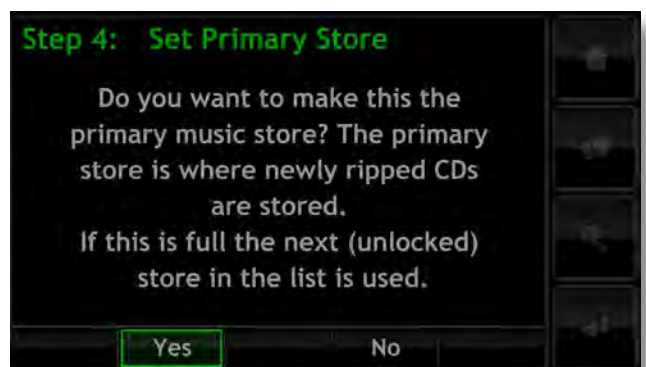 Step 4: Set Primary Store
Do you want to make this the
primary music store? The primary
store is where newly ripped CDs
are stored.
If this is full the next (unlocked)
store in the list is used.
Yes No